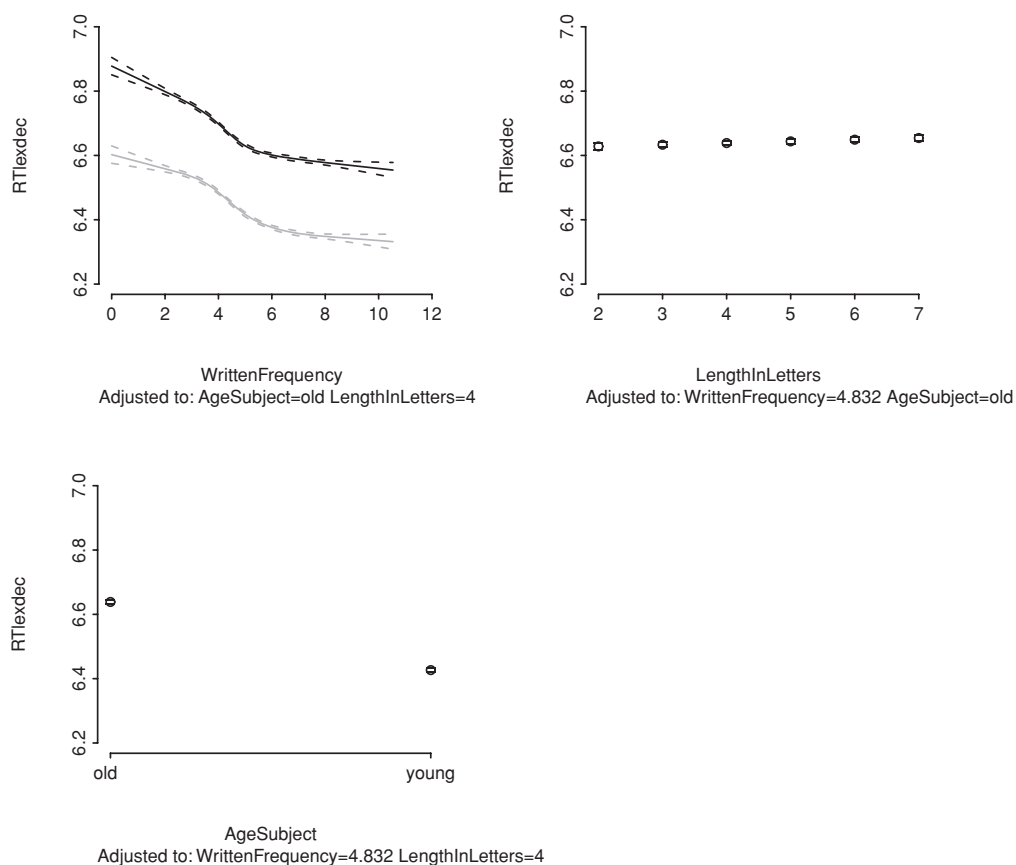 7.0
6.8
6.6
6.4
6.2
RTlexdec
0 2 4 6 8 10 12
WrittenFrequency
Adjusted to: AgeSubject=old LengthInLetters=4
7.0
6.8
6.6
6.4
6.2
RTlexdec
2 3 4 5 6 7
LengthInLetters
Adjusted to: WrittenFrequency=4.832 AgeSubject=old
7.0
6.8
6.6
6.4
6.2
RTlexdec
old young
AgeSubject
Adjusted to: WrittenFrequency=4.832 LengthInLetters=4